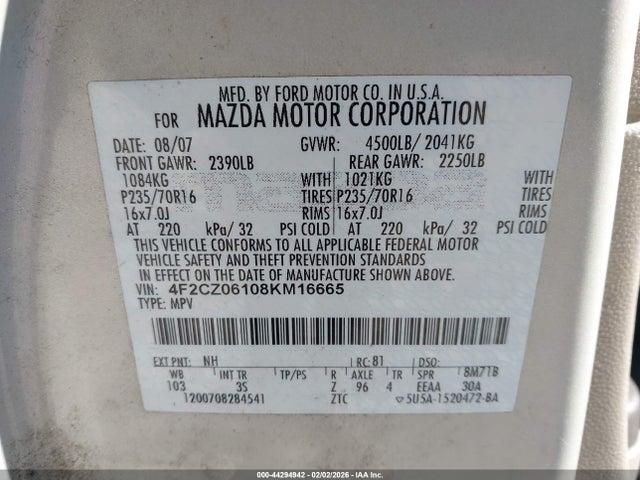 MFD. BY FORD MOTOR CO. IN U.S.A.
FOR MAZDA MOTOR CORPORATION
DATE: 08/07 GVWR: 4500LB/ 2041KG
FRONT GAWR: 2390LB REAR GAWR: 2250LB
1084KG WITH 1021KG WITH
P235/70R16 TIRES P235/70R16 TIRES
16x7.0J RIMS 16x7.0J RIMS
AT 220 kPa/ 32 PSI COLD AT 220 kPa/ 32 PSI COLD
THIS VEHICLE CONFORMS TO ALL APPLICABLE FEDERAL MOTOR
VEHICLE SAFETY AND THEFT PREVENTION STANDARDS
IN EFFECT ON THE DATE OF MANUFACTURE SHOWN ABOVE.
VIN: 4F2CZ06108KM16665
TYPE: MPV
EXT PNT: NH RC: 81 DSO:
WB INT TR TP/PS R AXLE TR SPR 8M71B
103 3S Z 96 4 EEAA 30A
1200708284541 ZTC 5U5A-1520472-BA
000-44294942 - 02/02/2026 - IAA Inc.